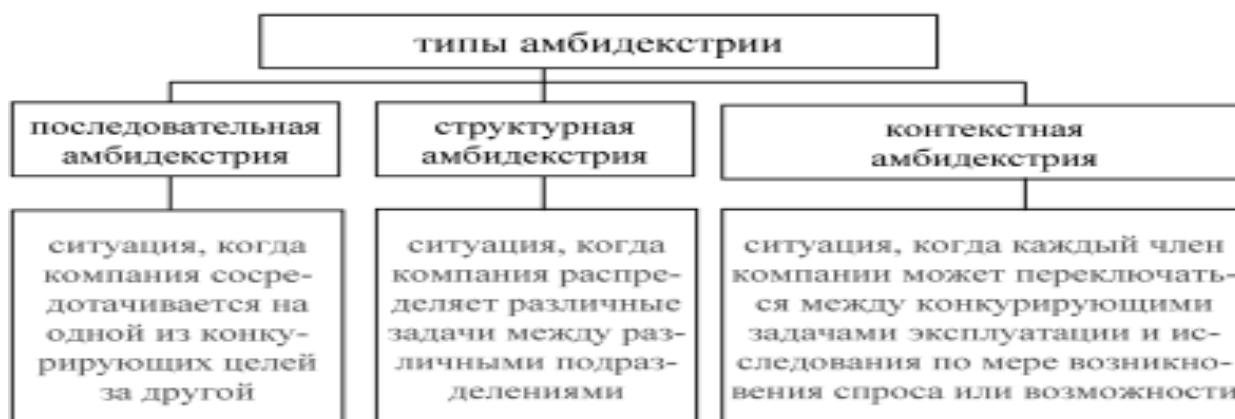 типы амбидекстрии
последовательная
амбидекстрия
структурная
амбидекстрия
контекстная
амбидекстрия
ситуация, когда
компания сосре-
дотачивается на
одной из конку-
рирующих целей
за другой
ситуация, когда
компания распре-
деляет различные
задачи между раз-
личными подраз-
делениями
ситуация, когда каждый член
компании может переключать-
ся между конкурирующими
задачами эксплуатации и ис-
следования по мере возникно-
вения спроса или возможности